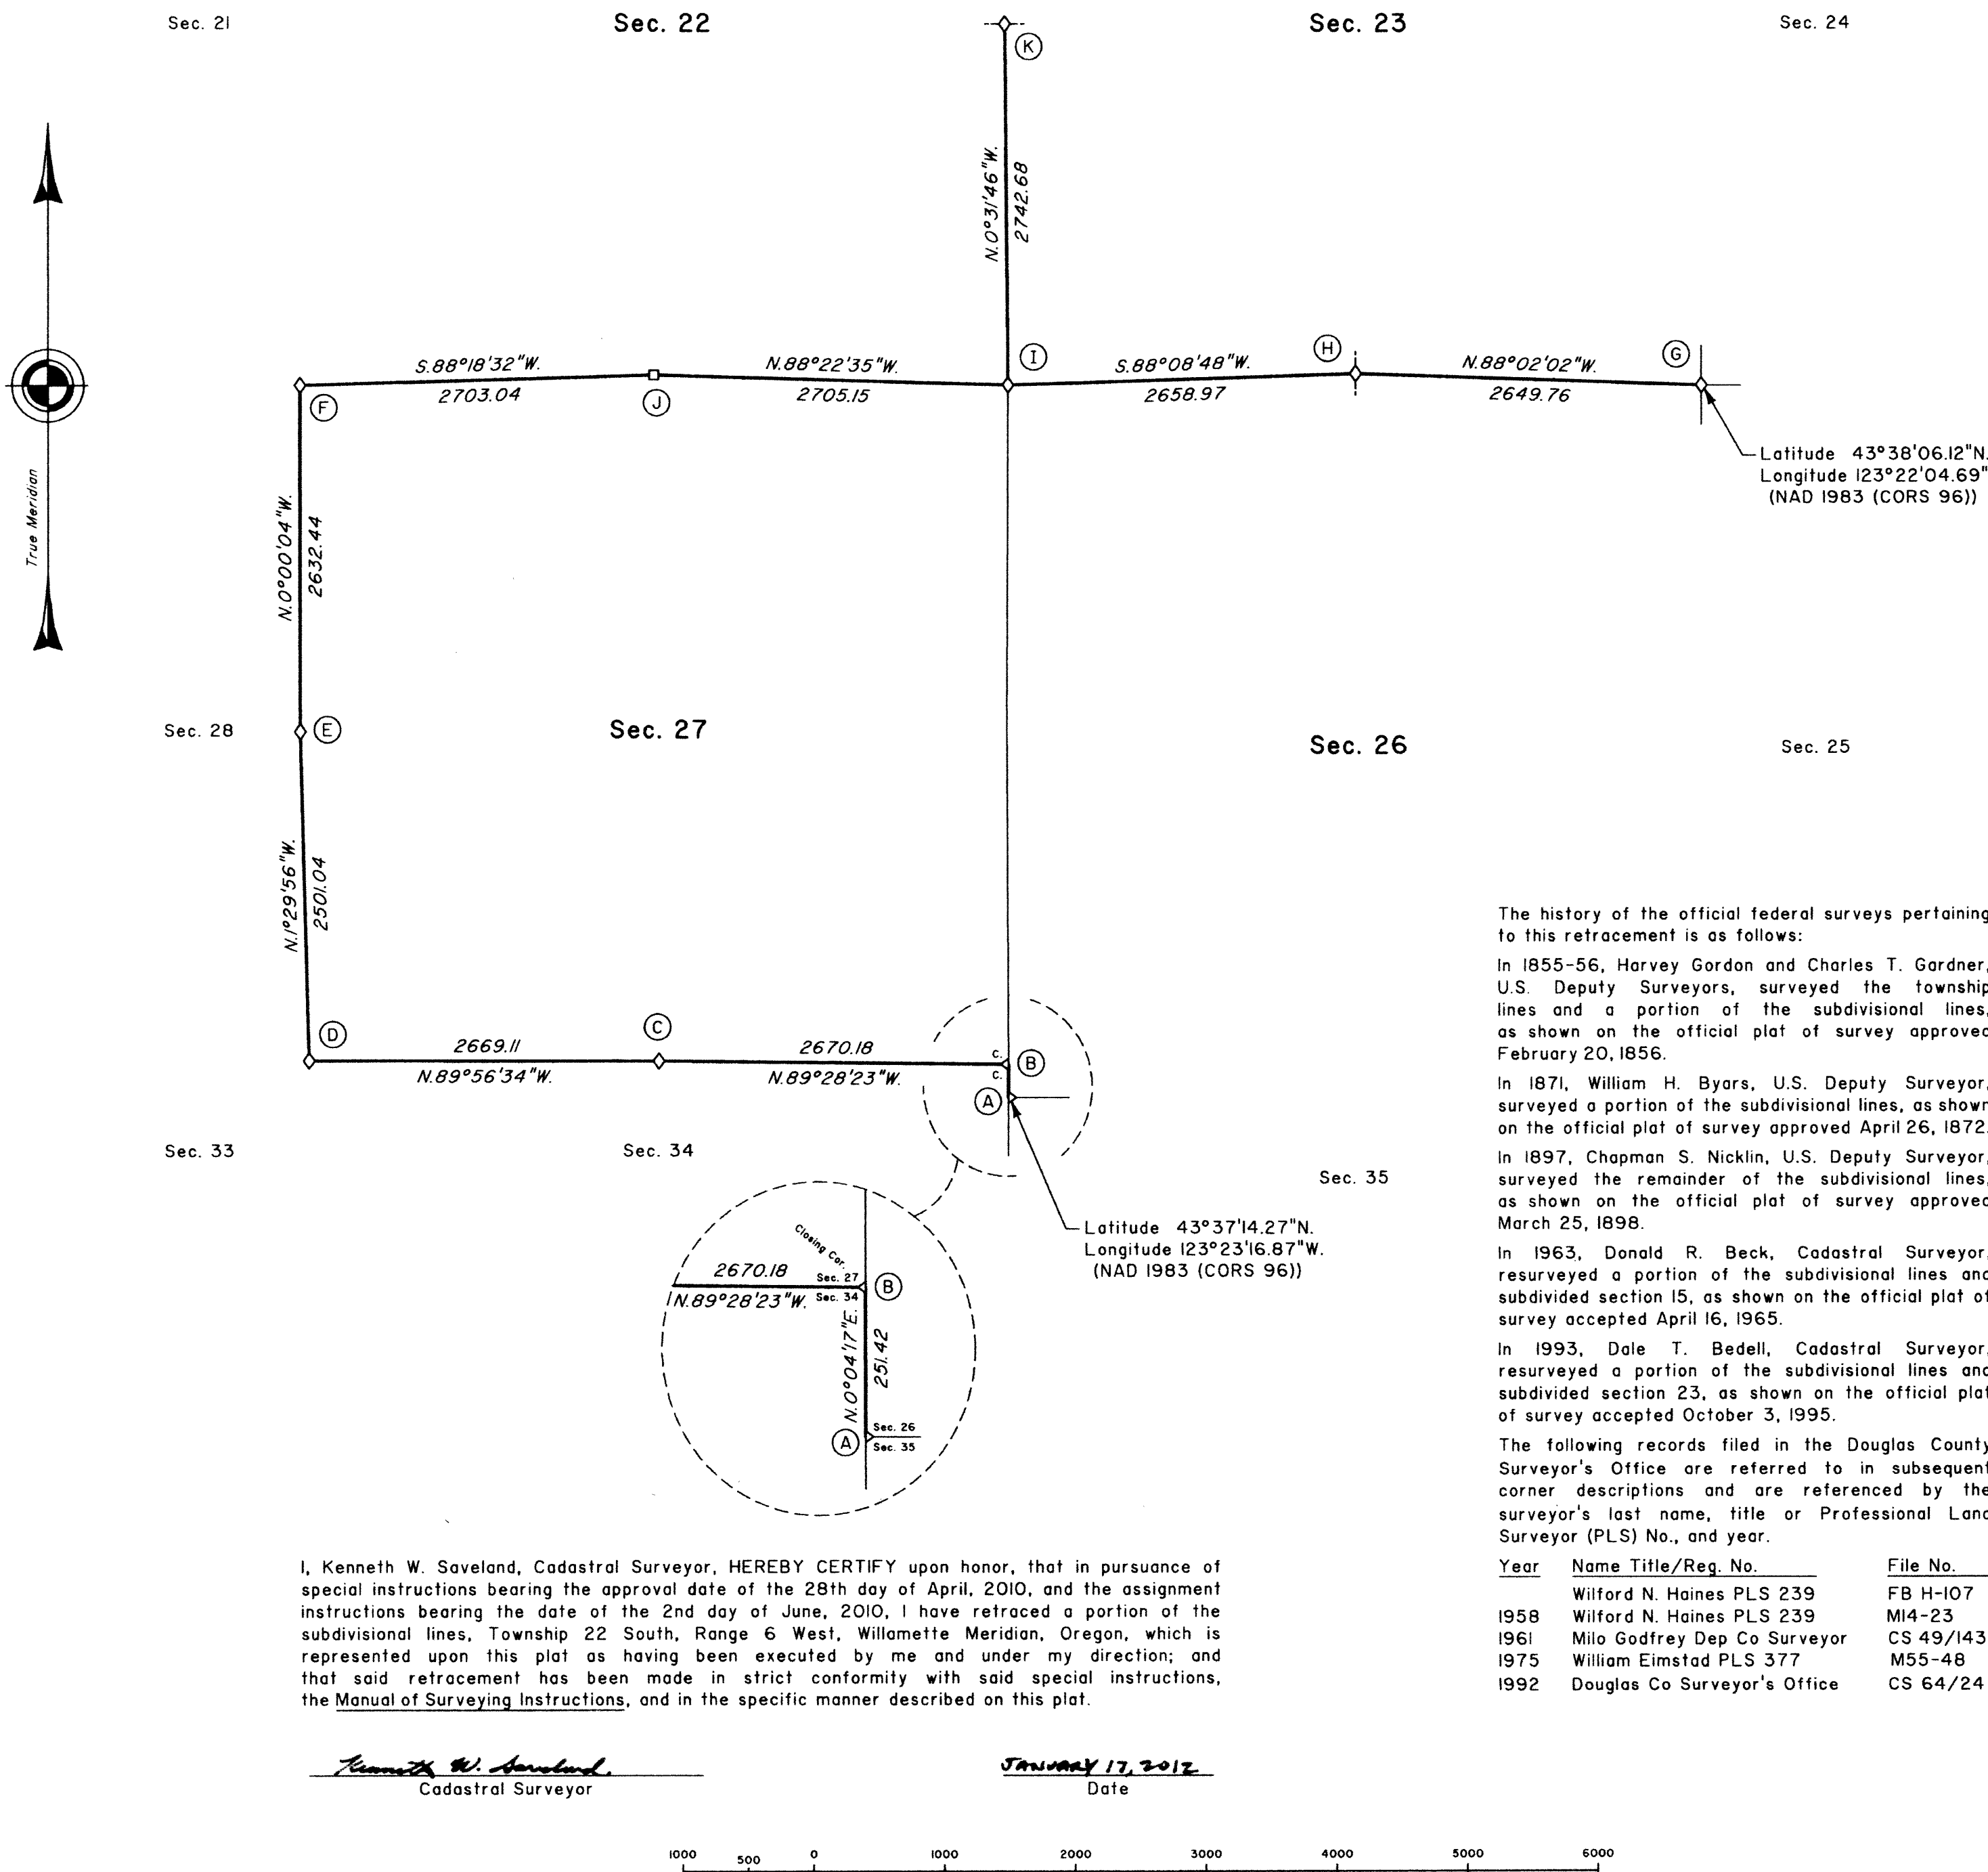 Sec. 21
Sec. 22
Sec. 23
Sec. 24
K
N.0°31'46"W.
2742.68
True Meridian
F
S.88°18'32"W.
2703.04
J
N.88°22'35"W.
2705.15
I
S.88°08'48"W.
2658.97
H
N.88°02'02"W.
2649.76
G
Latitude 43°38'06.12"N.
Longitude 123°22'04.69"
(NAD 1983 (CORS 96))
N.0°00'04"W.
2632.44
Sec. 28
E
Sec. 27
Sec. 26
Sec. 25
N.1°29'56"W.
2501.04
D
2669.11
N.89°56'34"W.
C
2670.18
N.89°28'23"W.
c.
c.
B
A
Sec. 33
Sec. 34
Sec. 35
Latitude 43°37'14.27"N.
Longitude 123°23'16.87"W.
(NAD 1983 (CORS 96))
Closing Cor.
2670.18
N.89°28'23"W.
Sec. 27
Sec. 34
B
N.0°04'17"E.
251.42
A
Sec. 26
Sec. 35
The history of the official federal surveys pertaining
to this retracement is as follows:
In 1855-56, Harvey Gordon and Charles T. Gardner,
U.S. Deputy Surveyors, surveyed the township
lines and a portion of the subdivisional lines,
as shown on the official plat of survey approved
February 20, 1856.
In 1871, William H. Byars, U.S. Deputy Surveyor,
surveyed a portion of the subdivisional lines, as shown
on the official plat of survey approved April 26, 1872.
In 1897, Chapman S. Nicklin, U.S. Deputy Surveyor,
surveyed the remainder of the subdivisional lines,
as shown on the official plat of survey approved
March 25, 1898.
In 1963, Donald R. Beck, Cadastral Surveyor,
resurveyed a portion of the subdivisional lines and
subdivided section 15, as shown on the official plat of
survey accepted April 16, 1965.
In 1993, Dale T. Bedell, Cadastral Surveyor,
resurveyed a portion of the subdivisional lines and
subdivided section 23, as shown on the official plat
of survey accepted October 3, 1995.
The following records filed in the Douglas County
Surveyor's Office are referred to in subsequent
corner descriptions and are referenced by the
surveyor's last name, title or Professional Land
Surveyor (PLS) No., and year.
Year Name Title/Reg. No. File No.
Wilford N. Haines PLS 239 FB H-107
1958 Wilford N. Haines PLS 239 M14-23
1961 Milo Godfrey Dep Co Surveyor CS 49/143
1975 William Eimstad PLS 377 M55-48
1992 Douglas Co Surveyor's Office CS 64/24
I, Kenneth W. Saveland, Cadastral Surveyor, HEREBY CERTIFY upon honor, that in pursuance of
special instructions bearing the approval date of the 28th day of April, 2010, and the assignment
instructions bearing the date of the 2nd day of June, 2010, I have retraced a portion of the
subdivisional lines, Township 22 South, Range 6 West, Willamette Meridian, Oregon, which is
represented upon this plat as having been executed by me and under my direction; and
that said retracement has been made in strict conformity with said special instructions,
the Manual of Surveying Instructions, and in the specific manner described on this plat.
Kenneth W. Saveland
Cadastral Surveyor
JANUARY 17, 2012
Date
1000 500 0 1000 2000 3000 4000 5000 6000